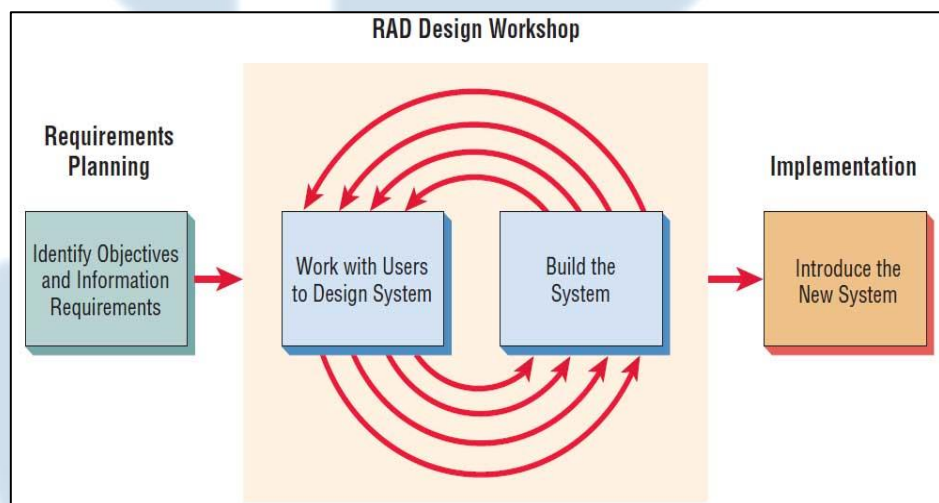 RAD Design Workshop
Requirements
Planning
Identify Objectives
and Information
Requirements
Work with Users
to Design System
Build the
System
Implementation
Introduce the
New System